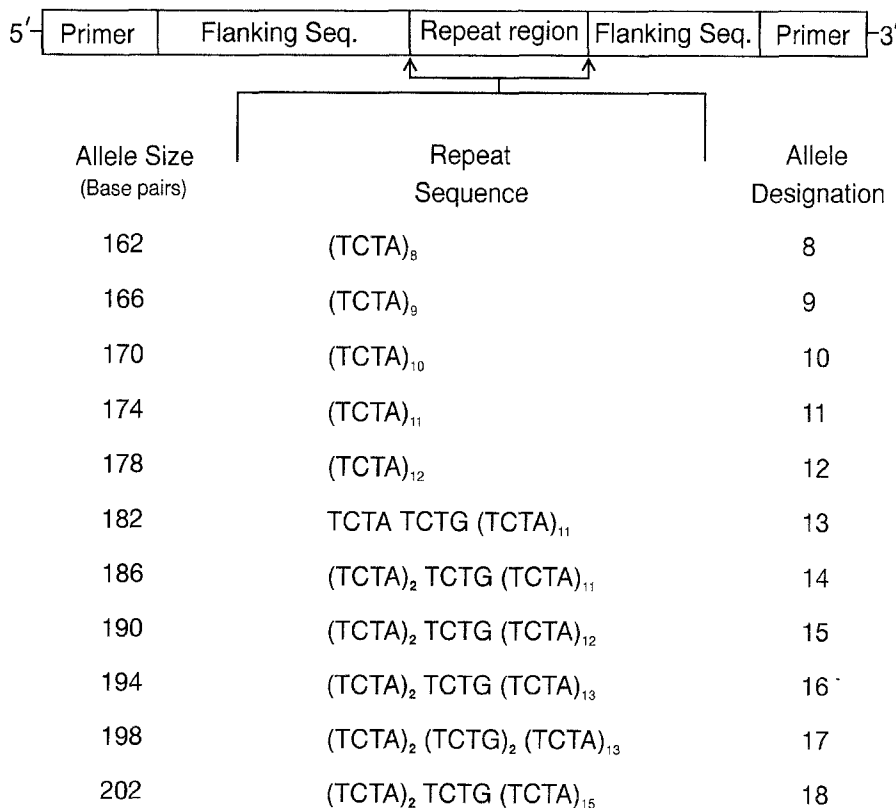 5′ Primer Flanking Seq. Repeat region Flanking Seq. Primer 3′
Allele Size Repeat Allele
(Base pairs) Sequence Designation
162 (TCTA)₈ 8
166 (TCTA)₉ 9
170 (TCTA)₁₀ 10
174 (TCTA)₁₁ 11
178 (TCTA)₁₂ 12
182 TCTA TCTG (TCTA)₁₁ 13
186 (TCTA)₂ TCTG (TCTA)₁₁ 14
190 (TCTA)₂ TCTG (TCTA)₁₂ 15
194 (TCTA)₂ TCTG (TCTA)₁₃ 16
198 (TCTA)₂ (TCTG)₂ (TCTA)₁₃ 17
202 (TCTA)₂ TCTG (TCTA)₁₅ 18